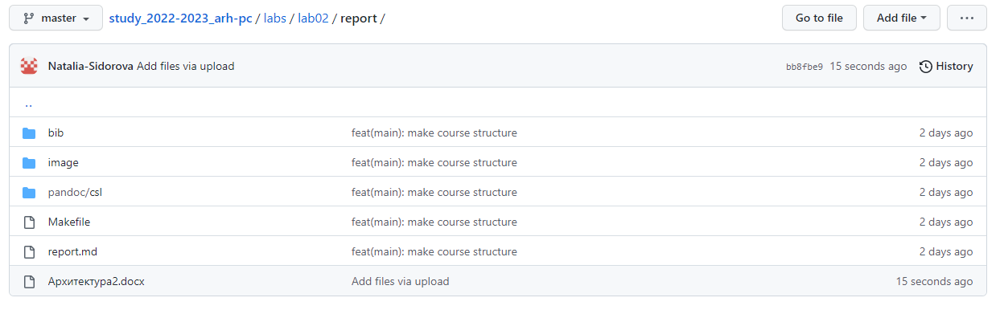 master study_2022-2023_arh-pc / labs / lab02 / report / Go to file Add file ...
Natalia-Sidorova Add files via upload bb8fbe9 15 seconds ago History
..
bib feat(main): make course structure 2 days ago
image feat(main): make course structure 2 days ago
pandoc/csl feat(main): make course structure 2 days ago
Makefile feat(main): make course structure 2 days ago
report.md feat(main): make course structure 2 days ago
Архитектура2.docx Add files via upload 15 seconds ago